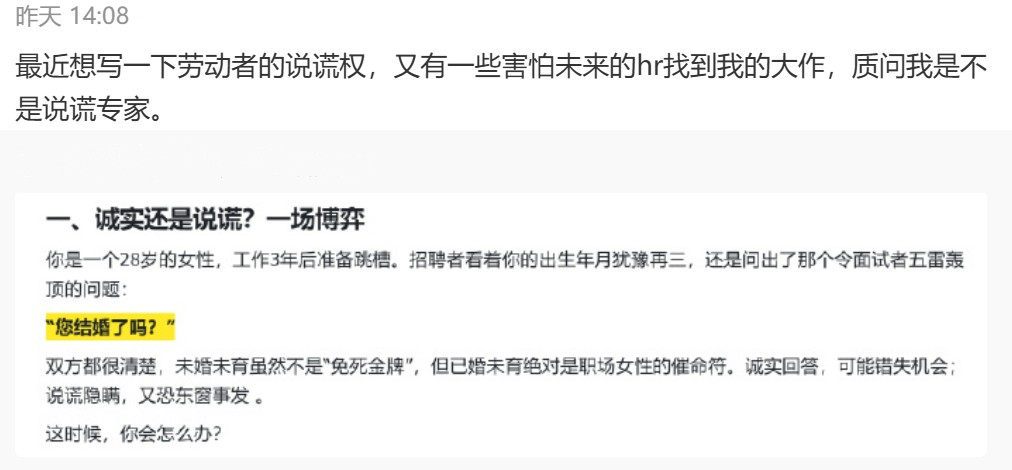 昨天 14:08
最近想写一下劳动者的说谎权，又有一些害怕未来的hr找到我的大作，质问我是不
是说谎专家。
一、诚实还是说谎？一场博弈
你是一个28岁的女性，工作3年后准备跳槽。招聘者看着你的出生年月犹豫再三，还是问出了那个令面试者五雷轰
顶的问题：
“您结婚了吗？”
双方都很清楚，未婚未育虽然不是“免死金牌”，但已婚未育绝对是职场女性的催命符。诚实回答，可能错失机会；
说谎隐瞒，又恐东窗事发 。
这时候，你会怎么办？